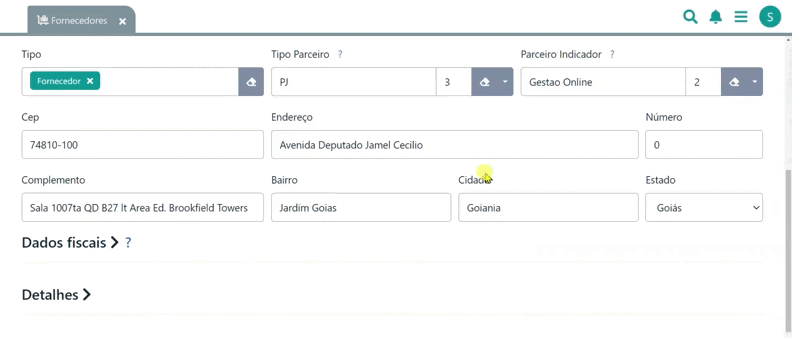 Fornecedores ×
S
Tipo Tipo Parceiro ? Parceiro Indicador ?
Fornecedor × PJ 3 Gestao Online 2
Cep Endereço Número
74810-100 Avenida Deputado Jamel Cecilio 0
Complemento Bairro Cidade Estado
Sala 1007ta QD B27 lt Area Ed. Brookfield Towers Jardim Goias Goiania Goiás
Dados fiscais > ?
Detalhes >